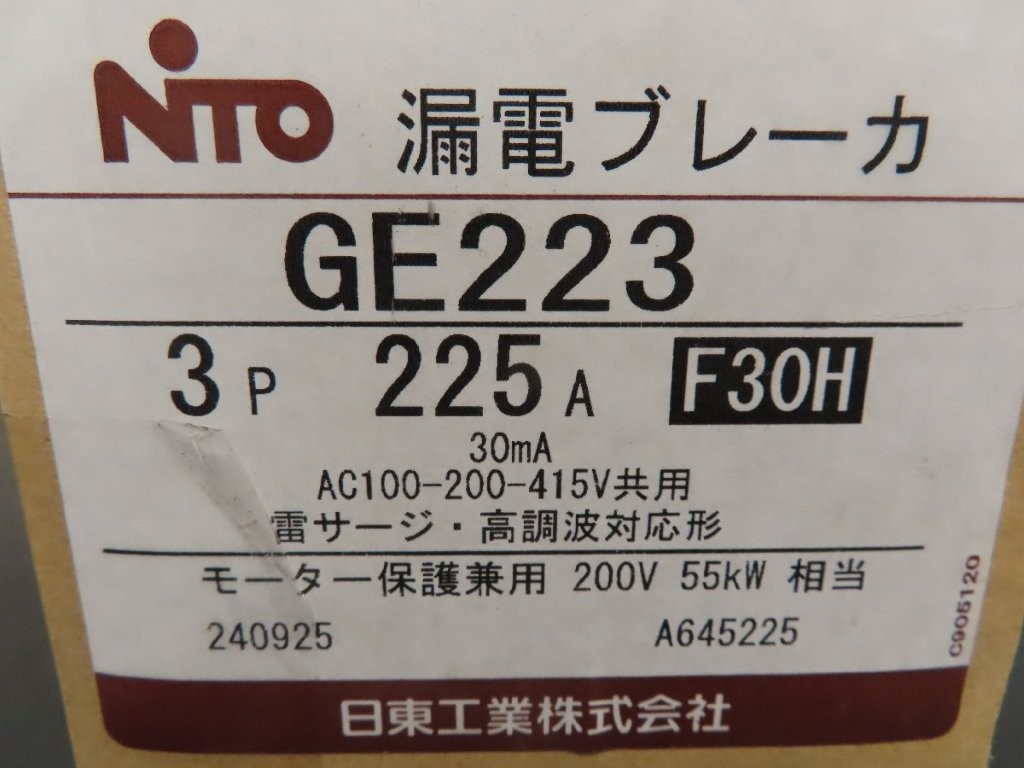 NITO 漏電ブレーカ
GE223
3P 225A F30H
30mA
AC100-200-415V共用
雷サージ・高調波対応形
モーター保護兼用 200V 55kW 相当
240925 A645225
C905120
日東工業株式会社